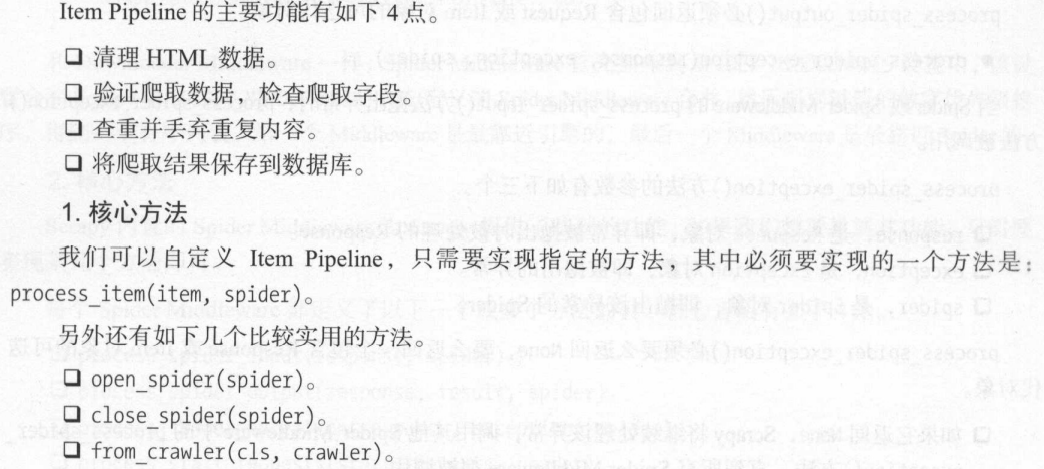 Item Pipeline 的主要功能有如下 4 点。
❑ 清理 HTML 数据。
❑ 验证爬取数据，检查爬取字段。
❑ 查重并丢弃重复内容。
❑ 将爬取结果保存到数据库。
1. 核心方法
我们可以自定义 Item Pipeline，只需要实现指定的方法，其中必须要实现的一个方法是：
process_item(item, spider)。
另外还有如下几个比较实用的方法。
❑ open_spider(spider)。
❑ close_spider(spider)。
❑ from_crawler(cls, crawler)。